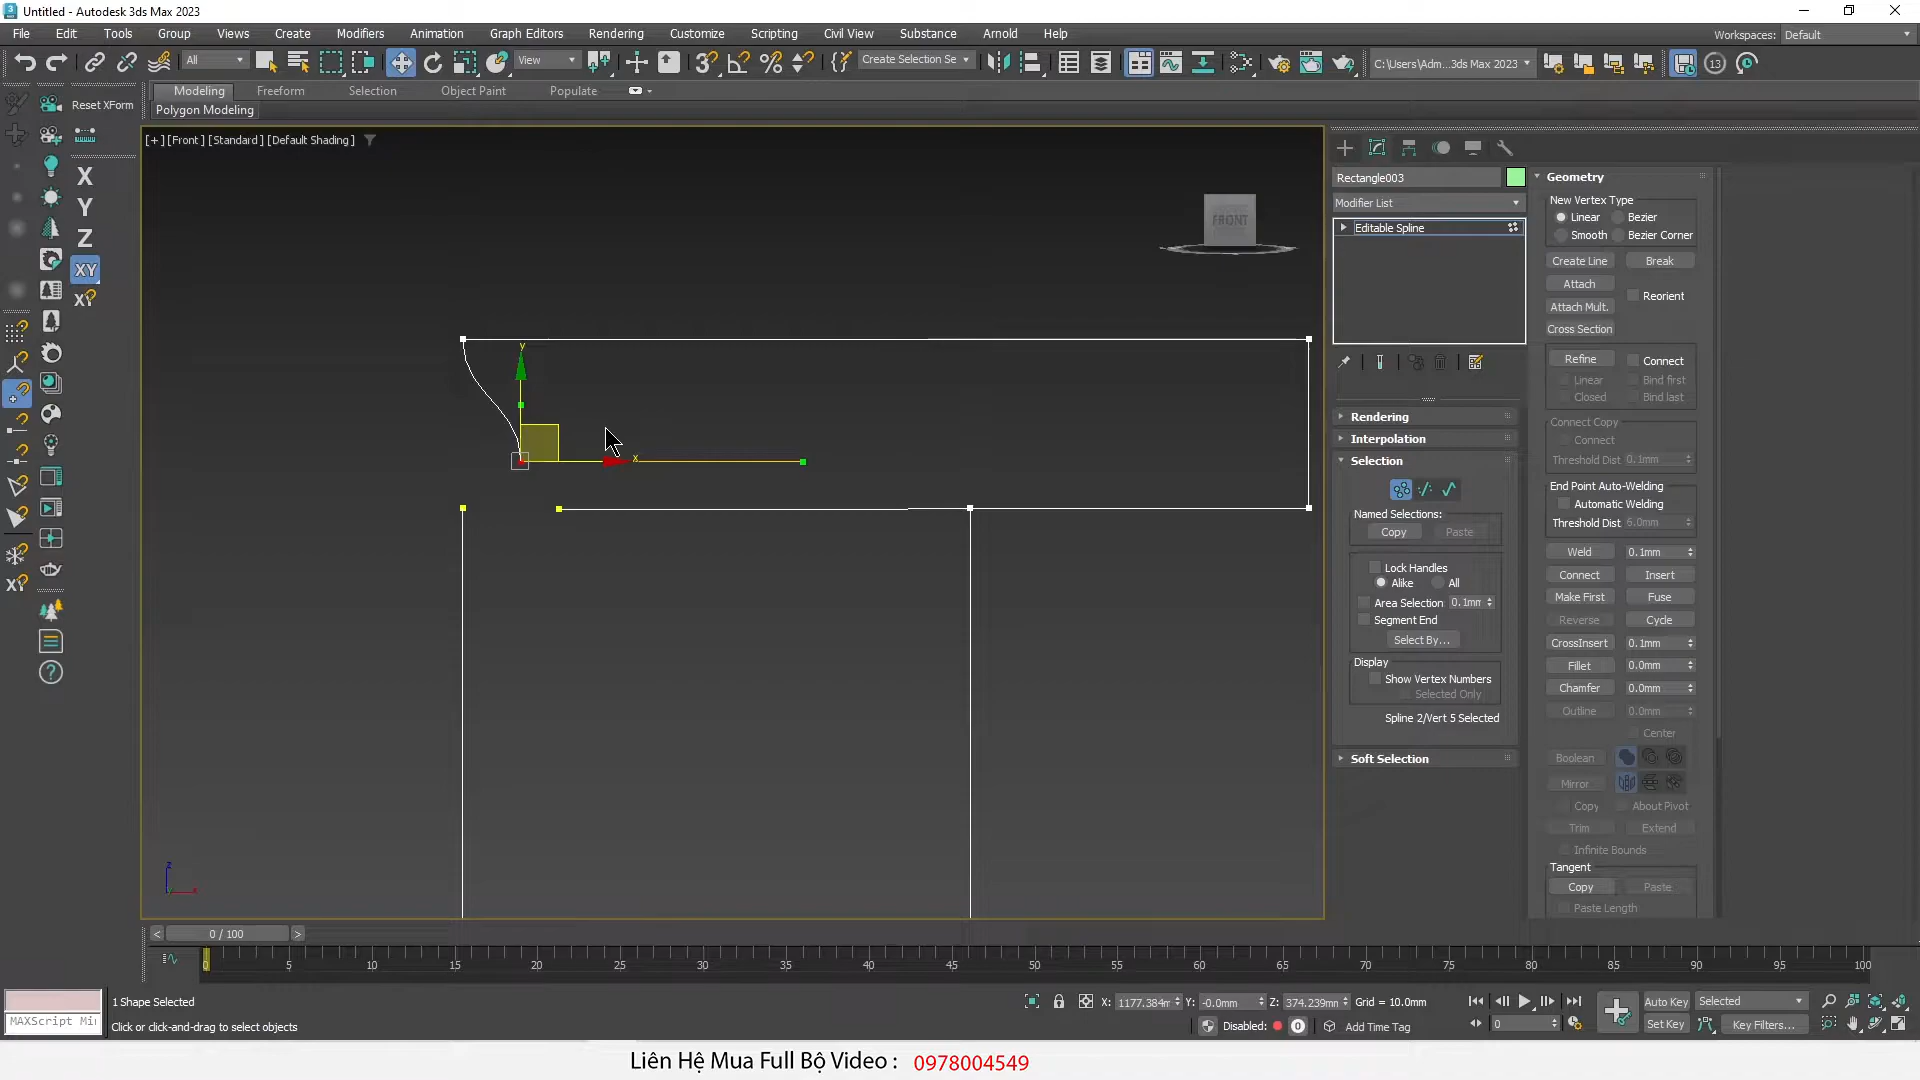 Untitled - Autodesk 3ds Max 2023
File Edit Tools Group Views Create Modifiers Animation Graph Editors Rendering Customize Scripting Civil View Substance Arnold Help
Workspaces: Default
All View Create Selection Se C:\Users\Adm...3ds Max 2023 13
Modeling Freeform Selection Object Paint Populate
Polygon Modeling
Reset XForm
X
Y
Z
XY
[+] [Front] [Standard] [Default Shading]
FRONT
y
x
z
Rectangle003
Modifier List
Editable Spline
Rendering
Interpolation
Selection
Named Selections:
Copy Paste
Lock Handles
Alike All
Area Selection 0.1mm
Segment End
Select By...
Display
Show Vertex Numbers
Selected Only
Spline 2/Vert 5 Selected
Soft Selection
Geometry
New Vertex Type
Linear Bezier
Smooth Bezier Corner
Create Line Break
Attach
Reorient
Attach Mult.
Cross Section
Refine Connect
Linear Bind first
Closed Bind last
Connect Copy
Connect
Threshold Dist 0.1mm
End Point Auto-Welding
Automatic Welding
Threshold Dist 6.0mm
Weld 0.1mm
Connect Insert
Make First Fuse
Reverse Cycle
CrossInsert 0.1mm
Fillet 0.0mm
Chamfer 0.0mm
Outline 0.0mm
Center
Boolean
Mirror
Copy About Pivot
Trim Extend
Infinite Bounds
Tangent
Copy Paste
Paste Length
< 0 / 100 >
0 5 10 15 20 25 30 35 40 45 50 55 60 65 70 75 80 85 90 95 100
1 Shape Selected
MAXScript Mi
Click or click-and-drag to select objects
X: 1177.384m Y: -0.0mm Z: 374.239mm Grid = 10.0mm
Disabled: 0 Add Time Tag
0
Auto Key Selected
Set Key Key Filters...
Liên Hệ Mua Full Bộ Video : 0978004549